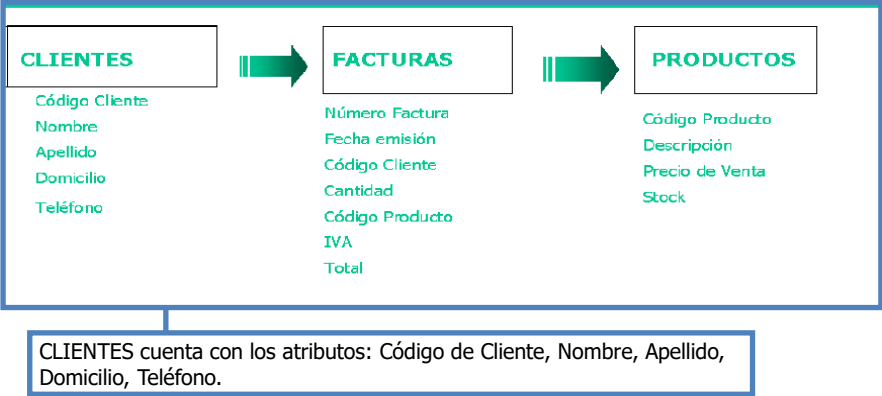 CLIENTES
Código Cliente
Nombre
Apellido
Domicilio
Teléfono
FACTURAS
Número Factura
Fecha emisión
Código Cliente
Cantidad
Código Producto
IVA
Total
PRODUCTOS
Código Producto
Descripción
Precio de Venta
Stock
CLIENTES cuenta con los atributos: Código de Cliente, Nombre, Apellido,
Domicilio, Teléfono.